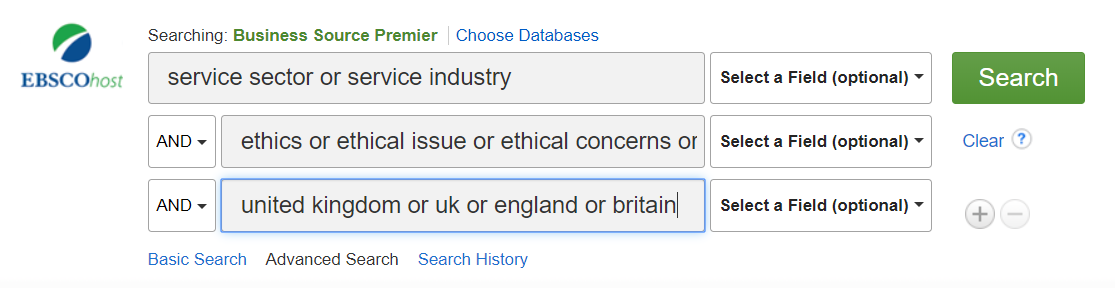 Searching: Business Source Premier Choose Databases
EBSCOhost
service sector or service industry Select a Field (optional) Search
AND ethics or ethical issue or ethical concerns or Select a Field (optional) Clear ?
AND united kingdom or uk or england or britain Select a Field (optional) + −
Basic Search Advanced Search Search History